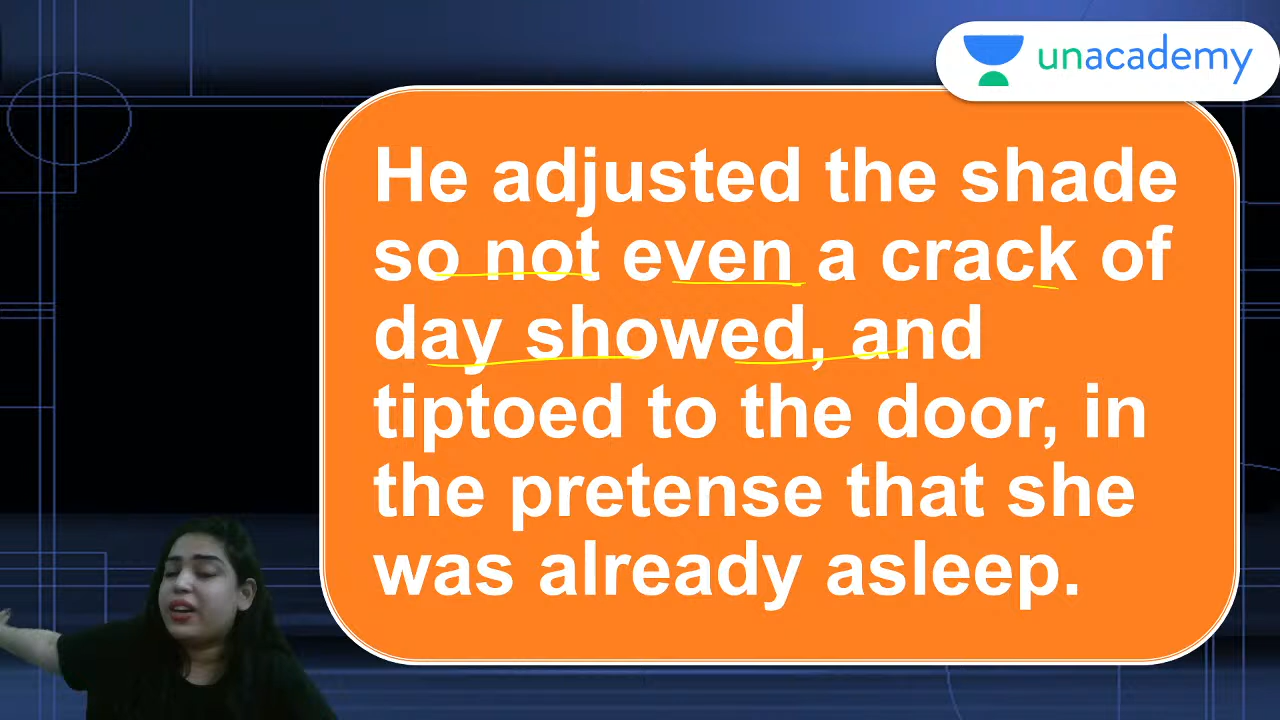 unacademy
He adjusted the shade
so not even a crack of
day showed, and
tiptoed to the door, in
the pretense that she
was already asleep.